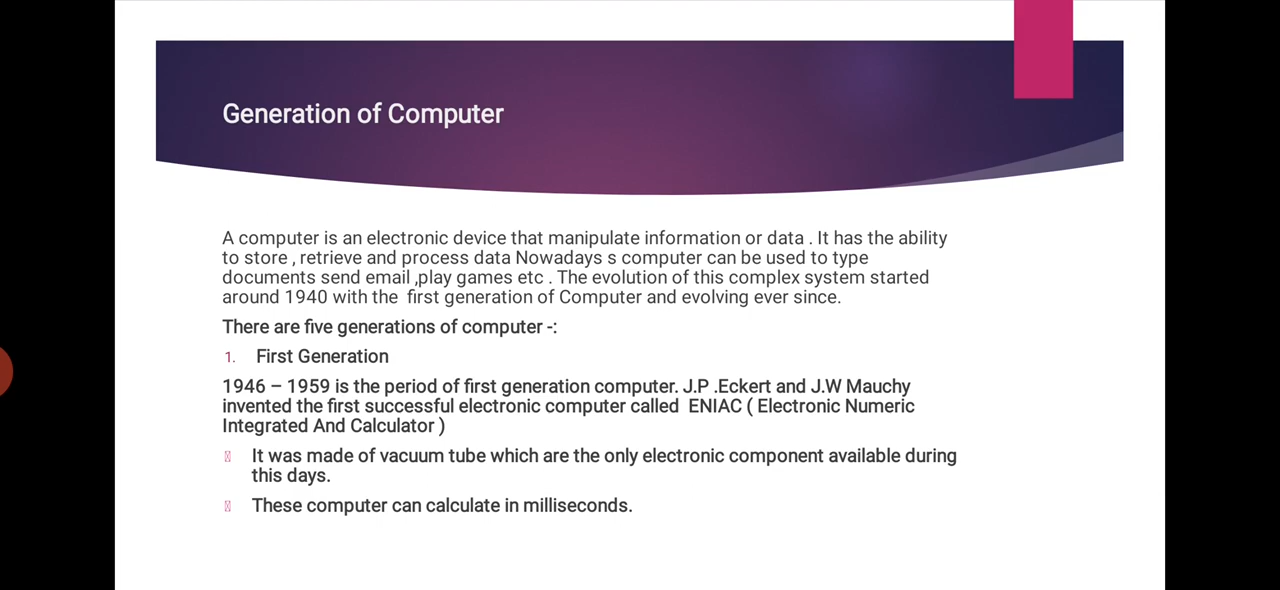 Generation of Computer
A computer is an electronic device that manipulate information or data . It has the ability
to store , retrieve and process data Nowadays s computer can be used to type
documents send email ,play games etc . The evolution of this complex system started
around 1940 with the first generation of Computer and evolving ever since.
There are five generations of computer -:
1. First Generation
1946 – 1959 is the period of first generation computer. J.P .Eckert and J.W Mauchy
invented the first successful electronic computer called ENIAC ( Electronic Numeric
Integrated And Calculator )
It was made of vacuum tube which are the only electronic component available during
this days.
These computer can calculate in milliseconds.